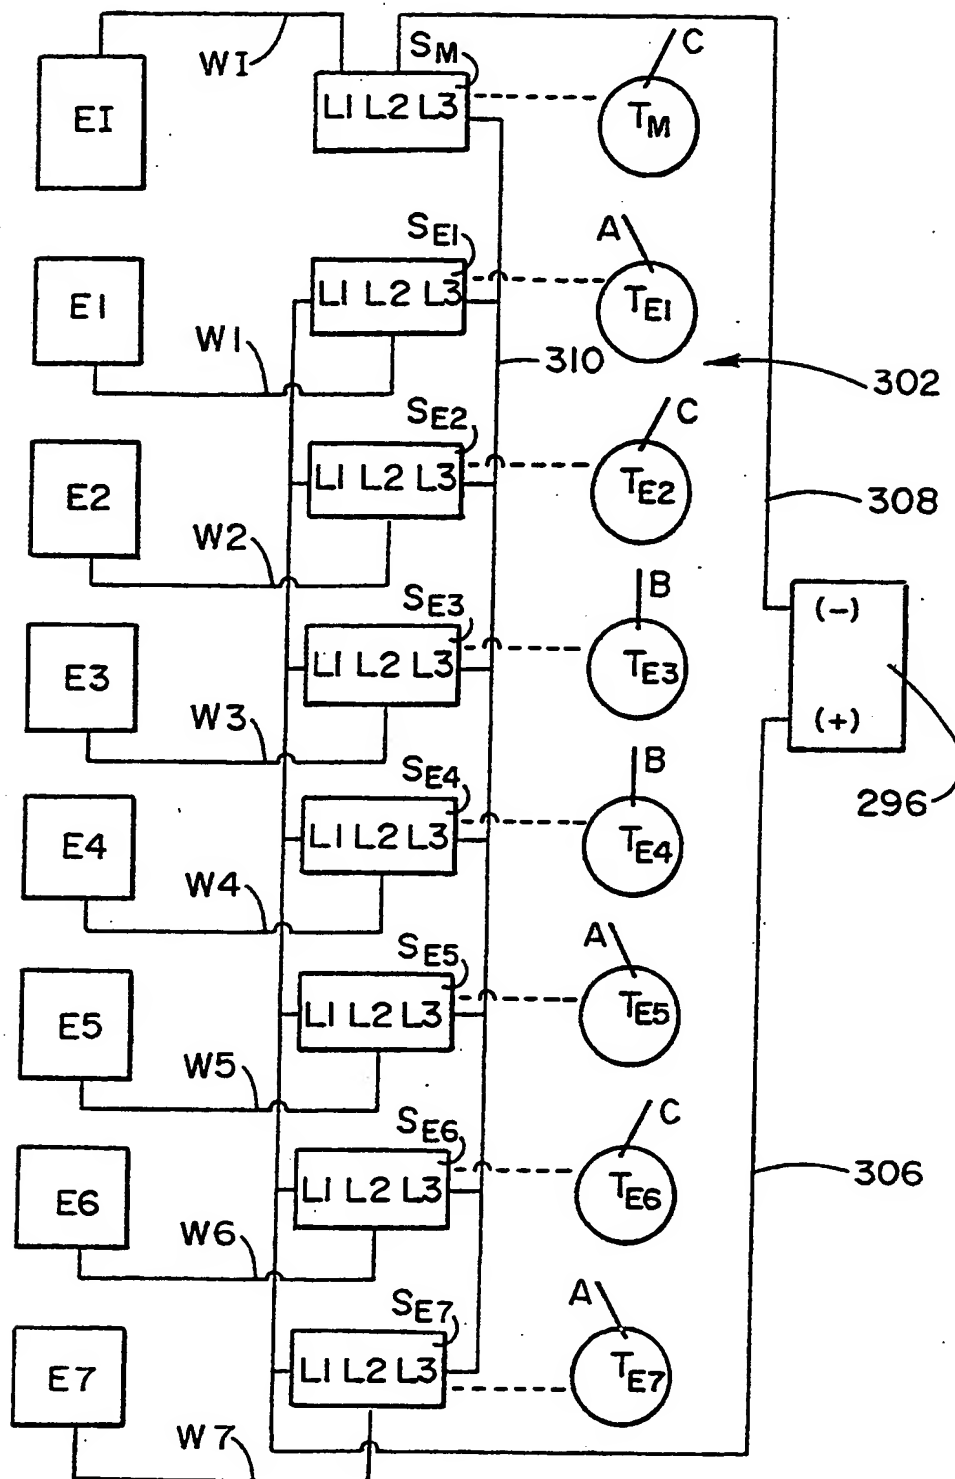 WI
SM
C
EI
L1 L2 L3
TM
SE1
A
E1
L1 L2 L3
TE1
W1
310
302
SE2
C
E2
L1 L2 L3
TE2
308
W2
SE3
B
(-)
E3
L1 L2 L3
TE3
W3
(+)
SE4
B
296
E4
L1 L2 L3
TE4
W4
SE5
A
E5
L1 L2 L3
TE5
W5
SE6
C
306
E6
L1 L2 L3
TE6
W6
SE7
A
E7
L1 L2 L3
TE7
W7